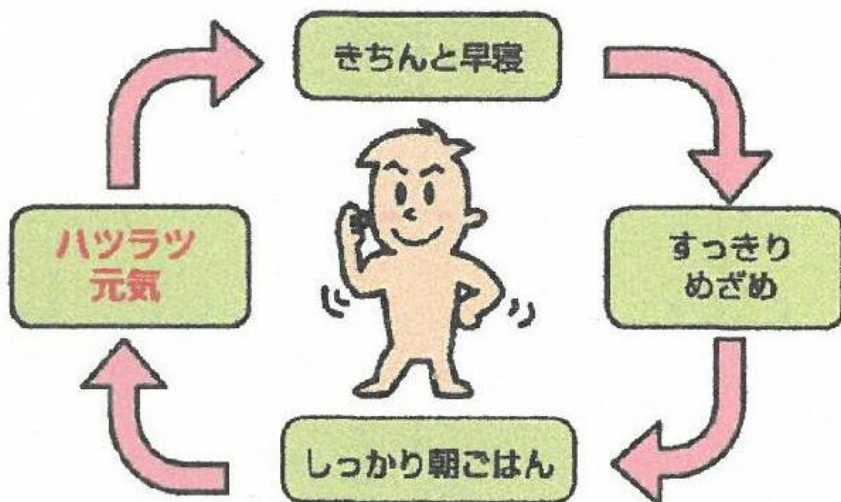 きちんと早寝
すっきり
めざめ
しっかり朝ごはん
ハツラツ
元気